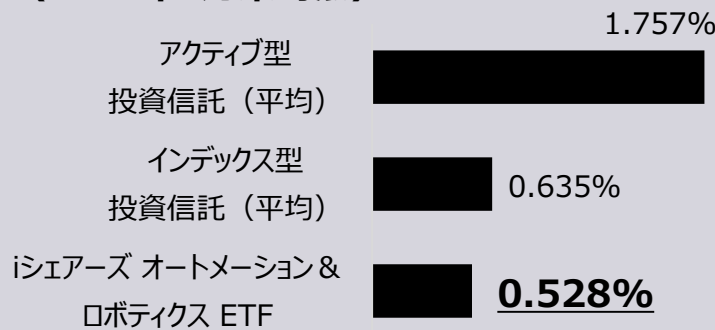 1.757%
アクティブ型
投資信託（平均）
インデックス型
投資信託（平均）
0.635%
iシェアーズ オートメーション＆
ロボティクス ETF
0.528%